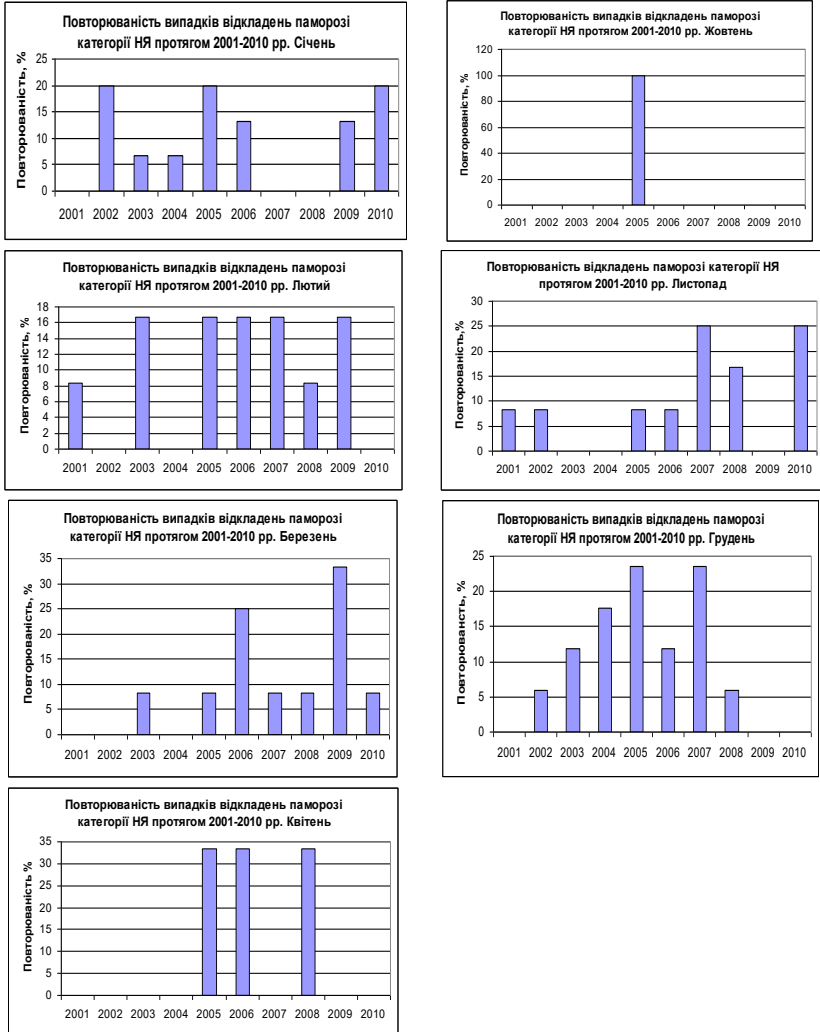 Повторюваність випадків відкладень паморозі
категорії НЯ протягом 2001-2010 рр. Січень
Повторюваність, %
25
20
15
10
5
0
2001 2002 2003 2004 2005 2006 2007 2008 2009 2010
Повторюваність випадків відкладень паморозі
категорії НЯ протягом 2001-2010 рр. Жовтень
Повторюваність, %
120
100
80
60
40
20
0
2001 2002 2003 2004 2005 2006 2007 2008 2009 2010
Повторюваність випадків відкладень паморозі
категорії НЯ протягом 2001-2010 рр. Лютий
Повторюваність, %
18
16
14
12
10
8
6
4
2
0
2001 2002 2003 2004 2005 2006 2007 2008 2009 2010
Повторюваність випадків відкладень паморозі категорії НЯ
протягом 2001-2010 рр. Листопад
Повторюваність,%
30
25
20
15
10
5
0
2001 2002 2003 2004 2005 2006 2007 2008 2009 2010
Повторюваність випадків відкладень паморозі
категорії НЯ протягом 2001-2010 рр. Березень
Повторюваність, %
35
30
25
20
15
10
5
0
2001 2002 2003 2004 2005 2006 2007 2008 2009 2010
Повторюваність випадків відкладень паморозі
категорії НЯ протягом 2001-2010 рр. Грудень
Повторюваність, %
25
20
15
10
5
0
2001 2002 2003 2004 2005 2006 2007 2008 2009 2010
Повторюваність випадків відкладень паморозі
категорії НЯ протягом 2001-2010 рр. Квітень
Повторюваність %
35
30
25
20
15
10
5
0
2001 2002 2003 2004 2005 2006 2007 2008 2009 2010